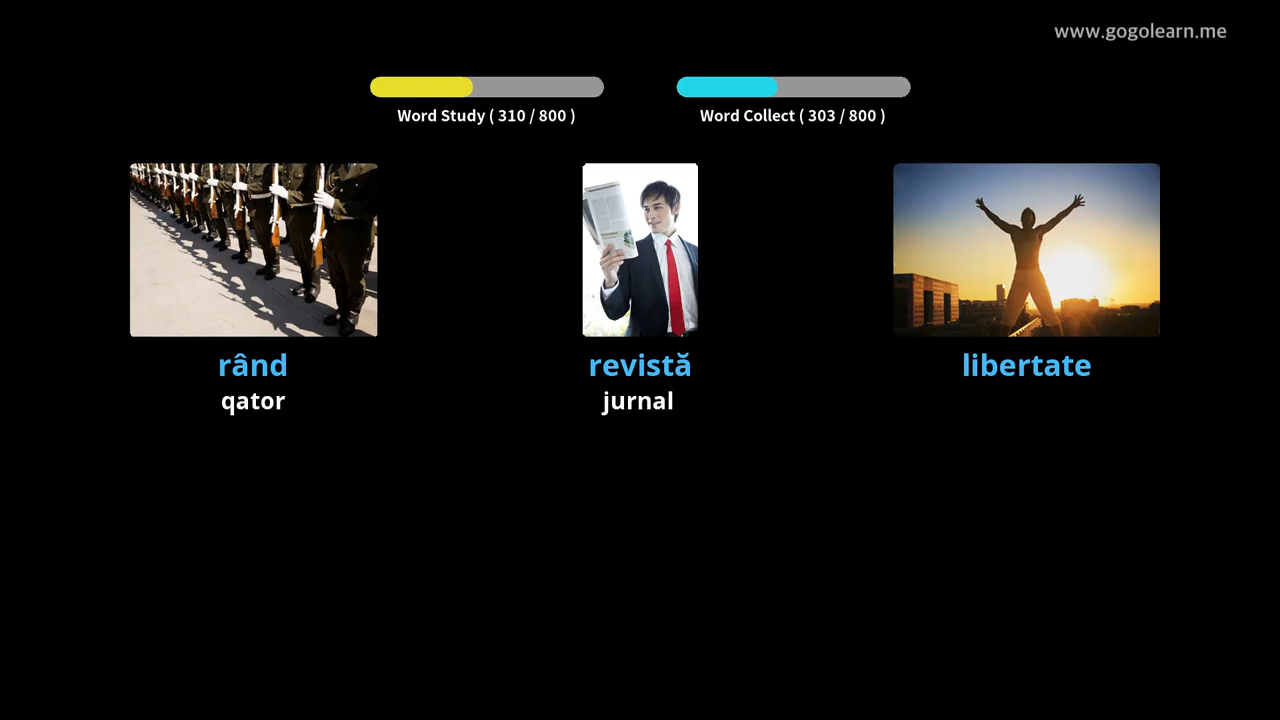 www.gogolearn.me
Word Study ( 310 / 800 )
Word Collect ( 303 / 800 )
rând
revistă
libertate
qator
jurnal